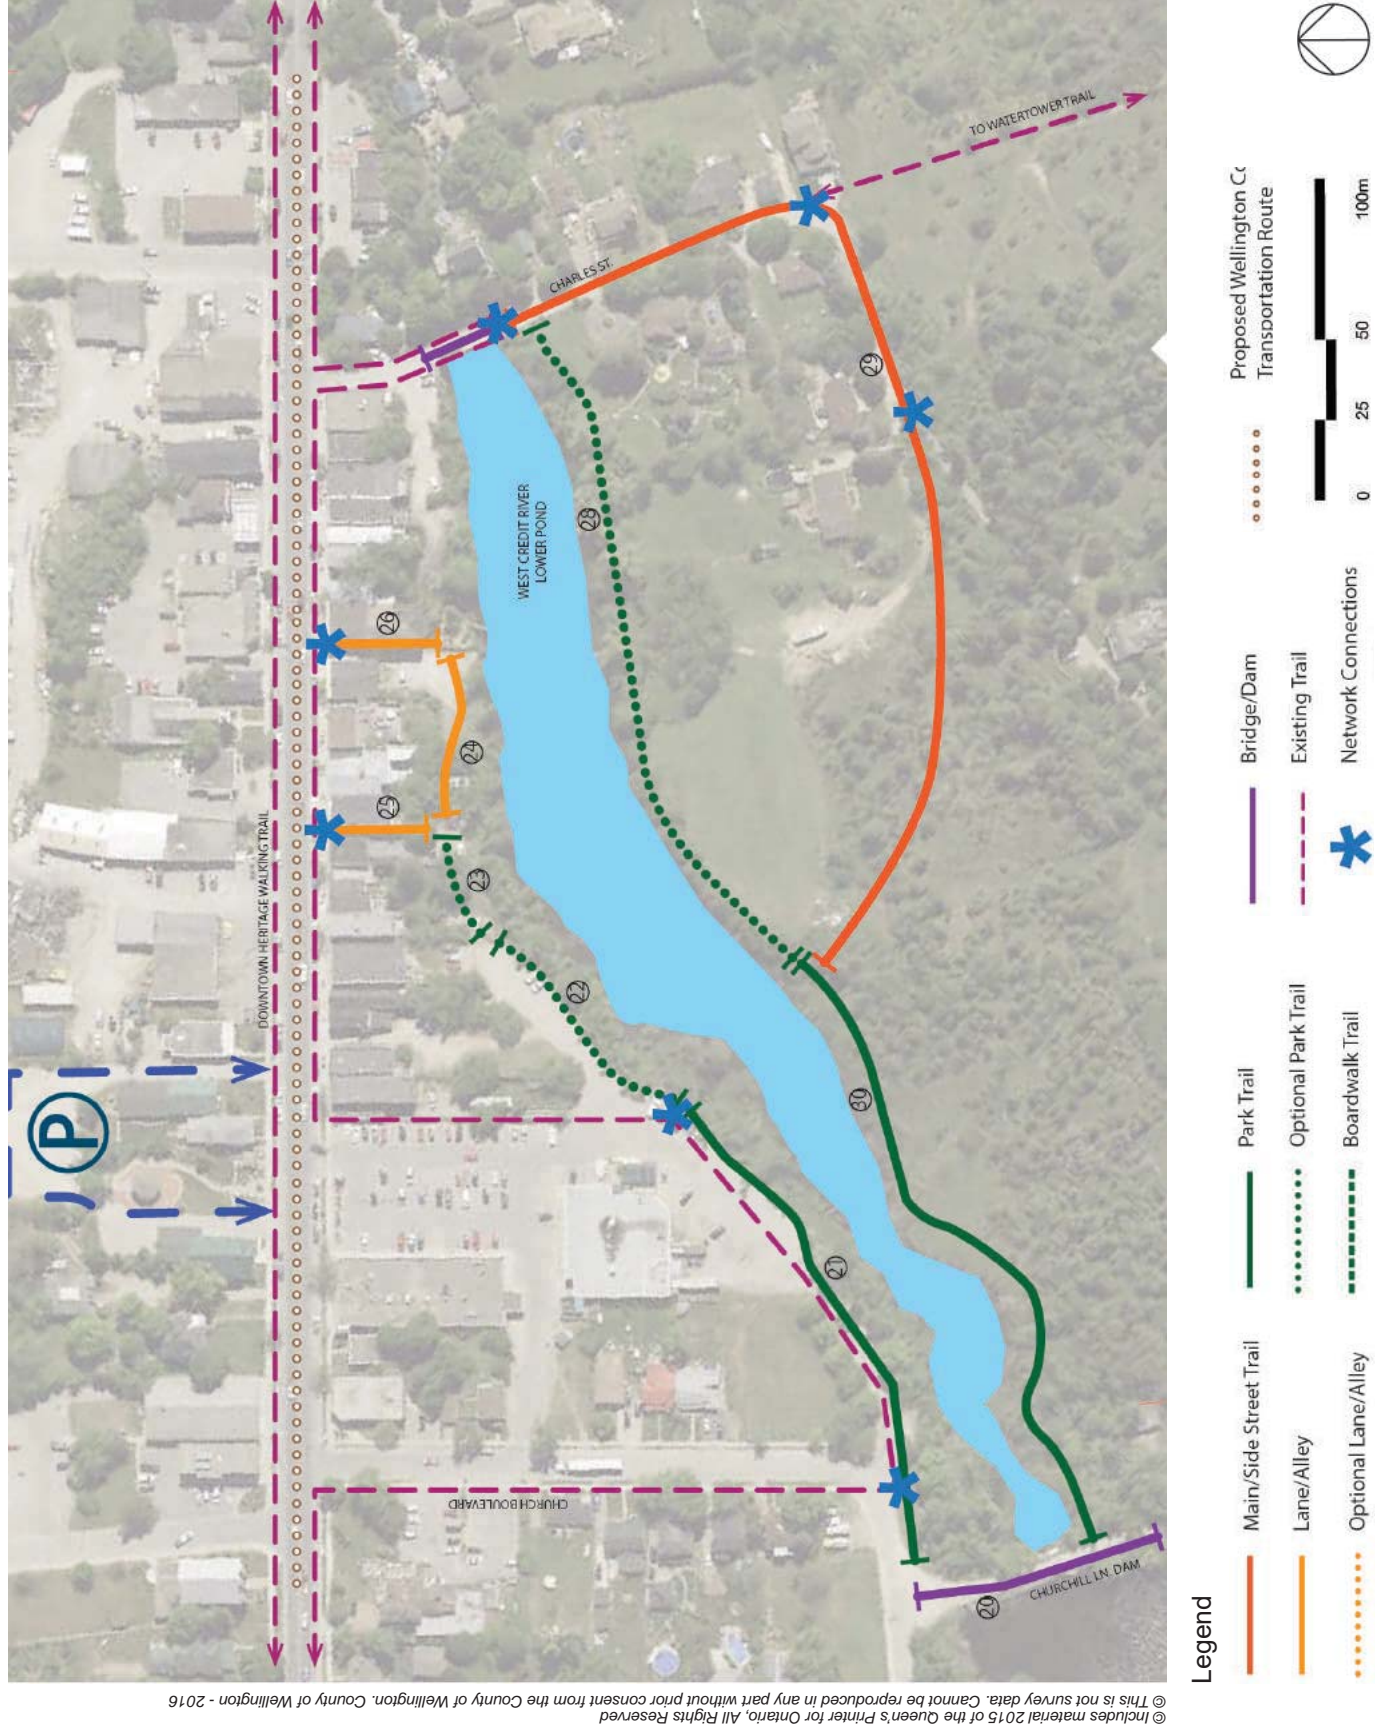 DOWNTOWN HERITAGE WALKING TRAIL
P
CHARLES ST.
TO WATERTOWER TRAIL
WEST CREDIT RIVER
LOWER POND
CHURCH BOULEVARD
CHURCHILL LN. DAM
20
21
22
23
24
25
26
28
29
30
Legend
Main/Side Street Trail
Lane/Alley
Optional Lane/Alley
Park Trail
Optional Park Trail
Boardwalk Trail
Bridge/Dam
Existing Trail
Network Connections
Proposed Wellington Co
Transportation Route
0 25 50 100m
© Includes material 2015 of the Queen's Printer for Ontario, All Rights Reserved
© This is not survey data. Cannot be reproduced in any part without prior consent from the County of Wellington. County of Wellington - 2016